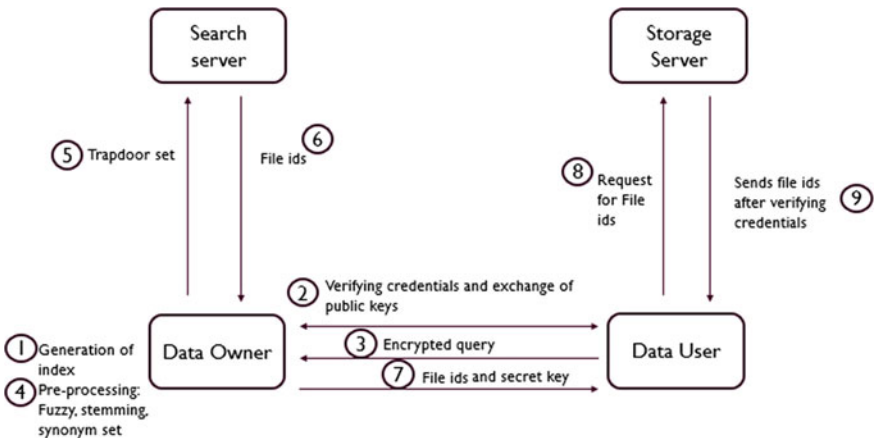 Search
server
Storage
Server
5 Trapdoor set
6
File ids
8 Request
for File
ids
Sends file ids
after verifying
credentials
9
2 Verifying credentials and exchange of
public keys
1 Generation of
index
4 Pre-processing:
Fuzzy, stemming,
synonym set
Data Owner
3 Encrypted query
7 File ids and secret key
Data User